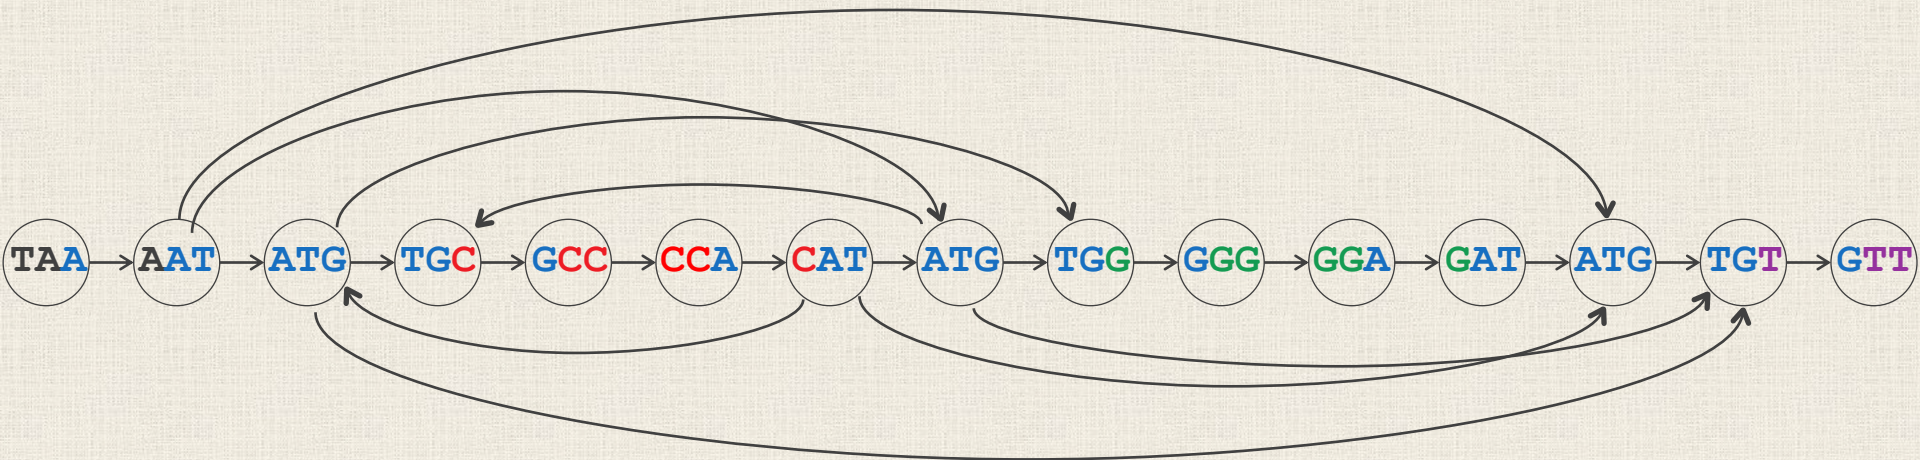 TAA AAT ATG TGC GCC CCA CAT ATG TGG GGG GGA GAT ATG TGT GTT